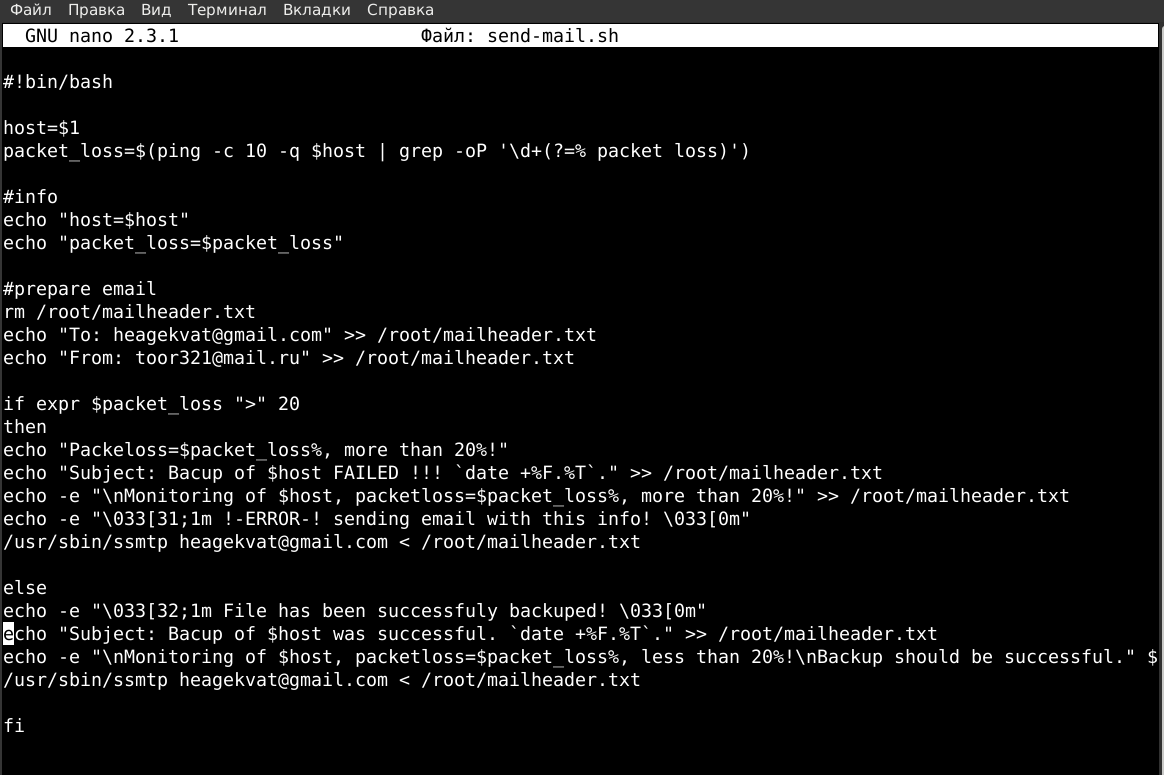 Файл Правка Вид Терминал Вкладки Справка
GNU nano 2.3.1 Файл: send-mail.sh
#!bin/bash
host=$1
packet_loss=$(ping -c 10 -q $host | grep -oP '\d+(?=% packet loss)')
#info
echo "host=$host"
echo "packet_loss=$packet_loss"
#prepare email
rm /root/mailheader.txt
echo "To: heagekvat@gmail.com" >> /root/mailheader.txt
echo "From: toor321@mail.ru" >> /root/mailheader.txt
if expr $packet_loss ">" 20
then
echo "Packeloss=$packet_loss%, more than 20%!"
echo "Subject: Bacup of $host FAILED !!! `date +%F.%T`." >> /root/mailheader.txt
echo -e "\nMonitoring of $host, packetloss=$packet_loss%, more than 20%!" >> /root/mailheader.txt
echo -e "\033[31;1m !-ERROR-! sending email with this info! \033[0m"
/usr/sbin/ssmtp heagekvat@gmail.com < /root/mailheader.txt
else
echo -e "\033[32;1m File has been successfuly backuped! \033[0m"
echo "Subject: Bacup of $host was successful. `date +%F.%T`." >> /root/mailheader.txt
echo -e "\nMonitoring of $host, packetloss=$packet_loss%, less than 20%!\nBackup should be successful." $
/usr/sbin/ssmtp heagekvat@gmail.com < /root/mailheader.txt
fi